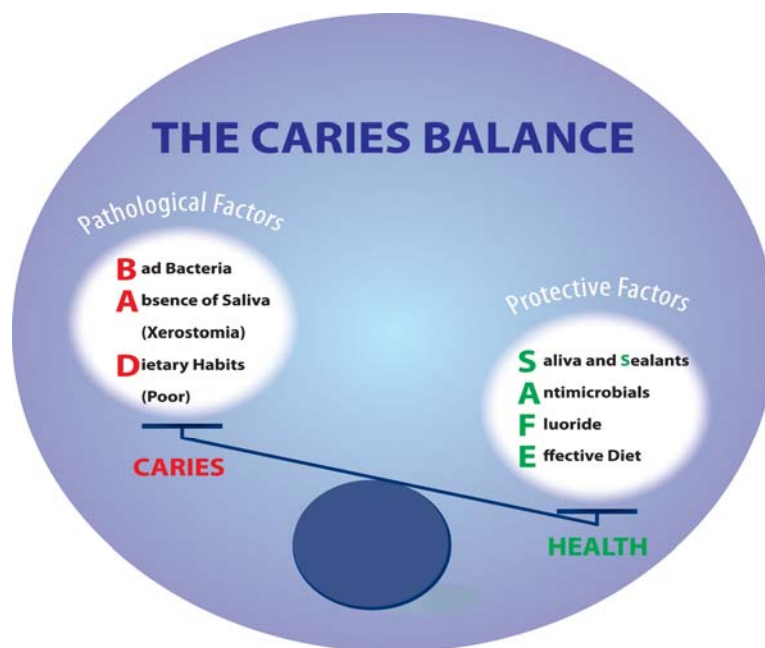 THE CARIES BALANCE
Pathological Factors
Bad Bacteria
Absence of Saliva
(Xerostomia)
Dietary Habits
(Poor)
CARIES
Protective Factors
Saliva and Sealants
Antimicrobials
Fluoride
Effective Diet
HEALTH